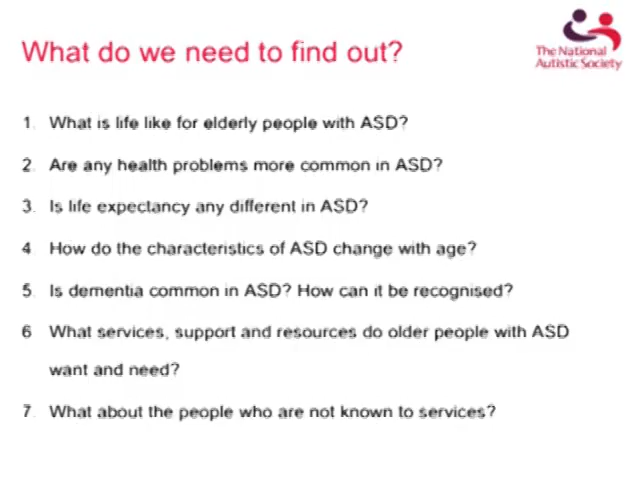 What do we need to find out?
The National
Autistic Society
1. What is life like for elderly people with ASD?
2. Are any health problems more common in ASD?
3. Is life expectancy any different in ASD?
4 How do the characteristics of ASD change with age?
5. Is dementia common in ASD? How can it be recognised?
6 What services, support and resources do older people with ASD
want and need?
7. What about the people who are not known to services?